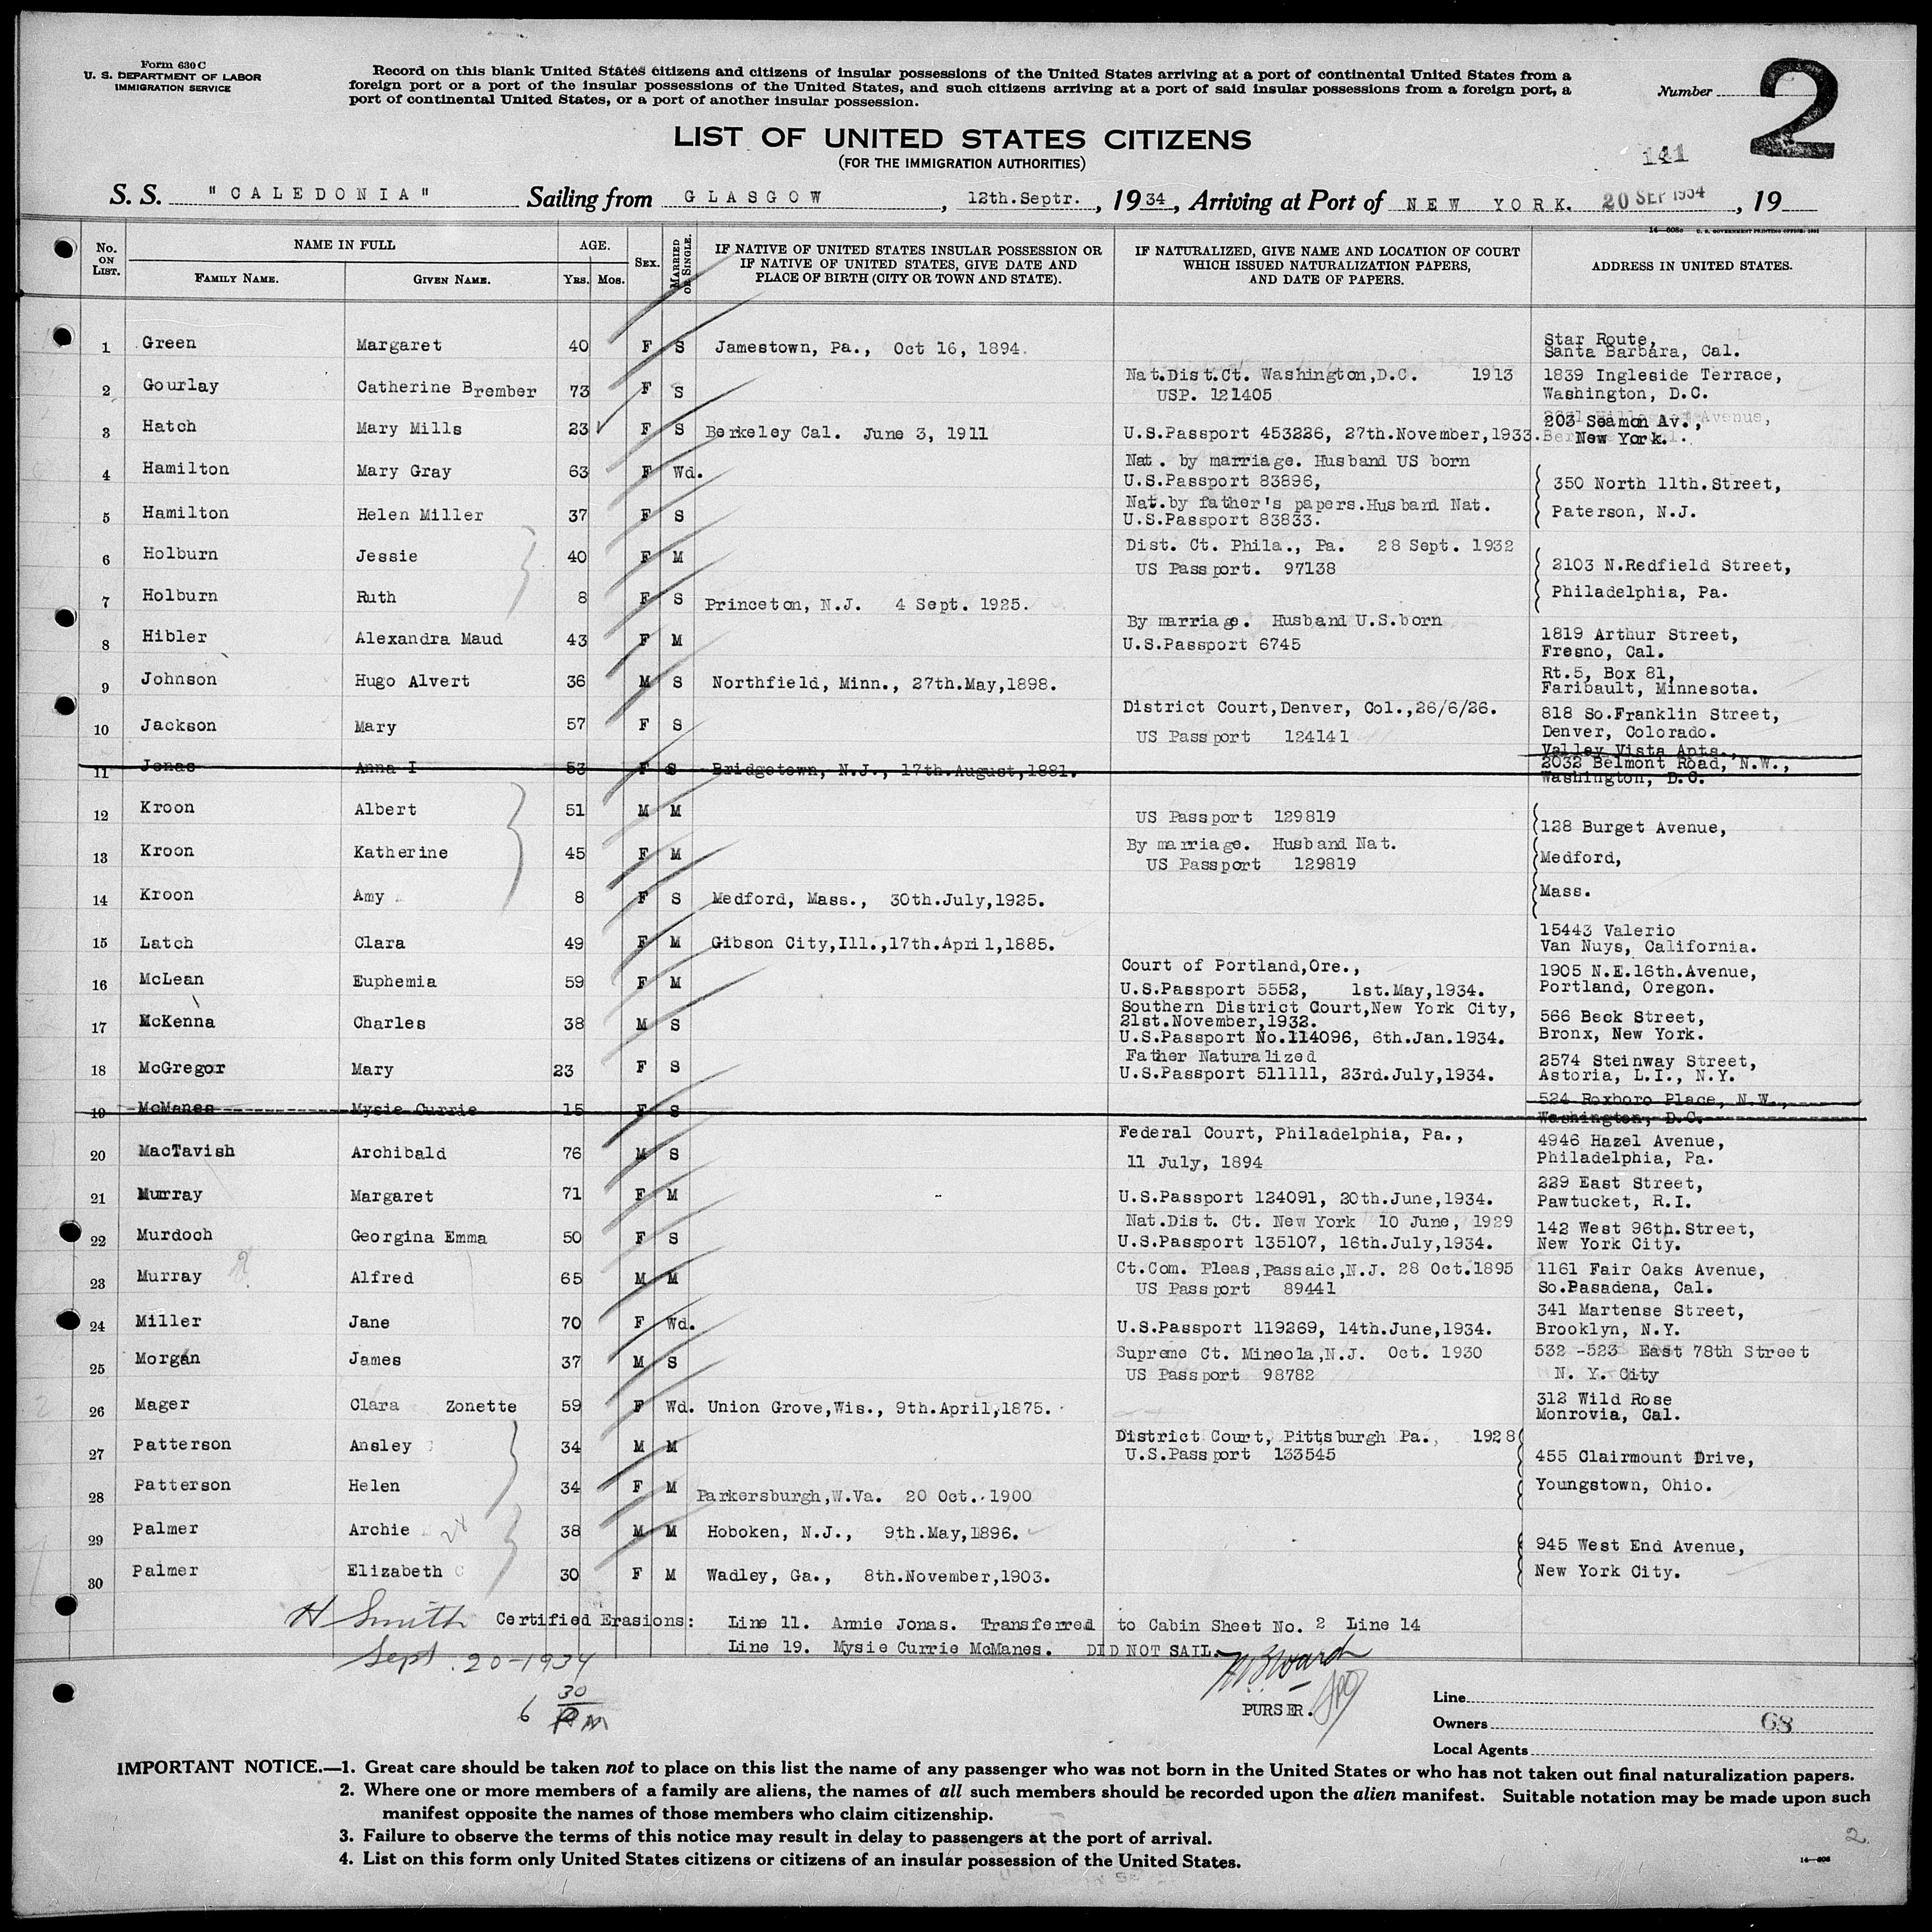 Form 630 C
U. S. DEPARTMENT OF LABOR
IMMIGRATION SERVICE
Record on this blank United States citizens and citizens of insular possessions of the United States arriving at a port of continental United States from a
foreign port or a port of the insular possessions of the United States, and such citizens arriving at a port of said insular possessions from a foreign port, a
port of continental United States, or a port of another insular possession.
Number 2
LIST OF UNITED STATES CITIZENS
(FOR THE IMMIGRATION AUTHORITIES)
141
S. S. "CALEDONIA" Sailing from GLASGOW, 12th.Septr., 1934, Arriving at Port of NEW YORK. 20 SEP 1934, 19
14—608c U. S. GOVERNMENT PRINTING OFFICE: 1931
No. ON LIST. NAME IN FULL AGE. SEX. MARRIED OR SINGLE. IF NATIVE OF UNITED STATES INSULAR POSSESSION OR IF NATIVE OF UNITED STATES, GIVE DATE AND PLACE OF BIRTH (CITY OR TOWN AND STATE). IF NATURALIZED, GIVE NAME AND LOCATION OF COURT WHICH ISSUED NATURALIZATION PAPERS, AND DATE OF PAPERS. ADDRESS IN UNITED STATES.
FAMILY NAME. GIVEN NAME. YRS. MOS.
1 Green Margaret 40 F S Jamestown, Pa., Oct 16, 1894. Star Route, Santa Barbara, Cal.
2 Gourlay Catherine Brember 73 F S Nat.Dist.Ct. Washington,D.C. 1913 USP. 121405 1839 Ingleside Terrace, Washington, D.C.
3 Hatch Mary Mills 23 F S Berkeley Cal. June 3, 1911 U.S.Passport 453226, 27th.November,1933. 203 Seamon Av., New York.
4 Hamilton Mary Gray 63 F Wd. Nat. by marriage. Husband US born U.S.Passport 83896, 350 North 11th.Street,
5 Hamilton Helen Miller 37 F S Nat.by father's papers.Husband Nat. U.S.Passport 83833. Paterson, N.J.
6 Holburn Jessie 40 F M Dist. Ct. Phila., Pa. 28 Sept. 1932 US Passport. 97138 2103 N.Redfield Street,
7 Holburn Ruth 8 F S Princeton, N.J. 4 Sept. 1925. Philadelphia, Pa.
8 Hibler Alexandra Maud 43 F M By marriage. Husband U.S.born U.S.Passport 6745 1819 Arthur Street, Fresno, Cal.
9 Johnson Hugo Alvert 36 M S Northfield, Minn., 27th.May,1898. Rt.5, Box 81, Faribault, Minnesota.
10 Jackson Mary 57 F S District Court,Denver, Col.,26/6/26. US Passport 124141 818 So.Franklin Street, Denver, Colorado.
11 Jonas Anna I 53 F S Bridgetown, N.J., 17th.August,1881. Valley Vista Apts., 2032 Belmont Road, N.W., Washington, D.C.
12 Kroon Albert 51 M M US Passport 129819 128 Burget Avenue,
13 Kroon Katherine 45 F M By marriage. Husband Nat. US Passport 129819 Medford,
14 Kroon Amy 8 F S Medford, Mass., 30th.July,1925. Mass.
15 Latch Clara 49 F M Gibson City,Ill.,17th.April,1885. 15443 Valerio Van Nuys, California.
16 McLean Euphemia 59 F M Court of Portland,Ore., U.S.Passport 5552, 1st.May,1934. 1905 N.E.16th.Avenue, Portland, Oregon.
17 McKenna Charles 38 M S Southern District Court,New York City, 21st.November,1932. U.S.Passport No.114096, 6th.Jan.1934. 566 Beck Street, Bronx, New York.
18 McGregor Mary 23 F S Father Naturalized U.S.Passport 511111, 23rd.July,1934. 2574 Steinway Street, Astoria, L.I., N.Y.
19 McManes Mysie Currie 15 F S 524 Roxboro Place, N.W., Washington, D.C.
20 MacTavish Archibald 76 M S Federal Court, Philadelphia, Pa., 11 July, 1894 4946 Hazel Avenue, Philadelphia, Pa.
21 Murray Margaret 71 F M U.S.Passport 124091, 20th.June,1934. 229 East Street, Pawtucket, R.I.
22 Murdoch Georgina Emma 50 F S Nat.Dist. Ct. New York 10 June, 1929 U.S.Passport 135107, 16th.July,1934. 142 West 96th.Street, New York City.
23 Murray Alfred 65 M M Ct.Com. Pleas,Passaic,N.J. 28 Oct.1895 US Passport 89441 1161 Fair Oaks Avenue, So.Pasadena, Cal.
24 Miller Jane 70 F Wd. U.S.Passport 119269, 14th.June,1934. 341 Martense Street, Brooklyn, N.Y.
25 Morgan James 37 M S Supreme Ct. Mineola,N.J. Oct. 1930 US Passport 98782 532 -523 East 78th Street N. Y. City
26 Mager Clara Zonette 59 F Wd. Union Grove,Wis., 9th.April,1875. 312 Wild Rose Monrovia, Cal.
27 Patterson Ansley 34 M M District Court, Pittsburgh Pa., 1928 U.S.Passport 133545 455 Clairmount Drive,
28 Patterson Helen 34 F M Parkersburgh,W.Va. 20 Oct. 1900 Youngstown, Ohio.
29 Palmer Archie 38 M M Hoboken, N.J., 9th.May,1896. 945 West End Avenue,
30 Palmer Elizabeth C 30 F M Wadley, Ga., 8th.November,1903. New York City.
H Smith Certified Erasions: Line 11. Annie Jonas. Transferred to Cabin Sheet No. 2 Line 14
Line 19. Mysie Currie McManes. DID NOT SAIL.
Sept. 20-1934
6 30 PM
PURSER.
Line
Owners 68
Local Agents
IMPORTANT NOTICE.—1. Great care should be taken not to place on this list the name of any passenger who was not born in the United States or who has not taken out final naturalization papers.
2. Where one or more members of a family are aliens, the names of all such members should be recorded upon the alien manifest. Suitable notation may be made upon such
manifest opposite the names of those members who claim citizenship.
3. Failure to observe the terms of this notice may result in delay to passengers at the port of arrival.
4. List on this form only United States citizens or citizens of an insular possession of the United States.
2
14—608